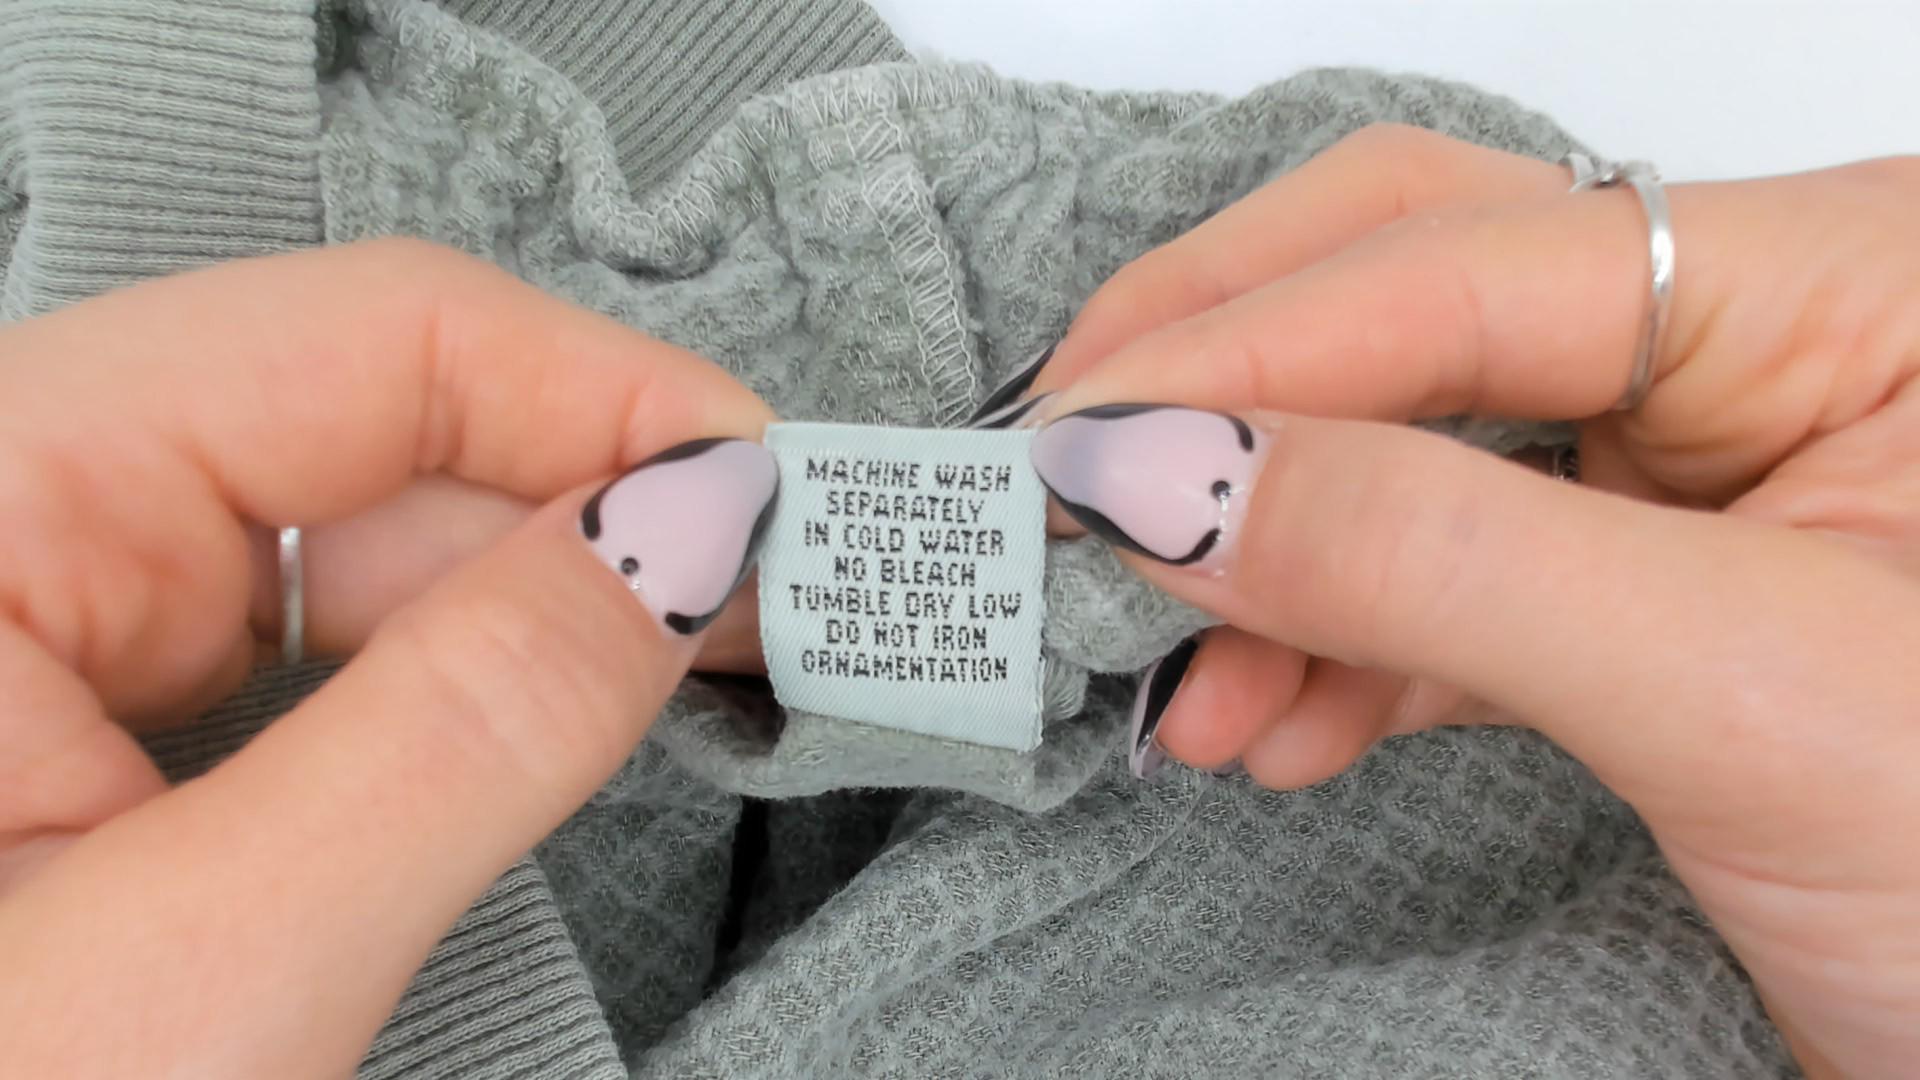 MACHINE WASH
SEPARATELY
IN COLD WATER
NO BLEACH
TUMBLE DRY LOW
DO NOT IRON
ORNAMENTATION